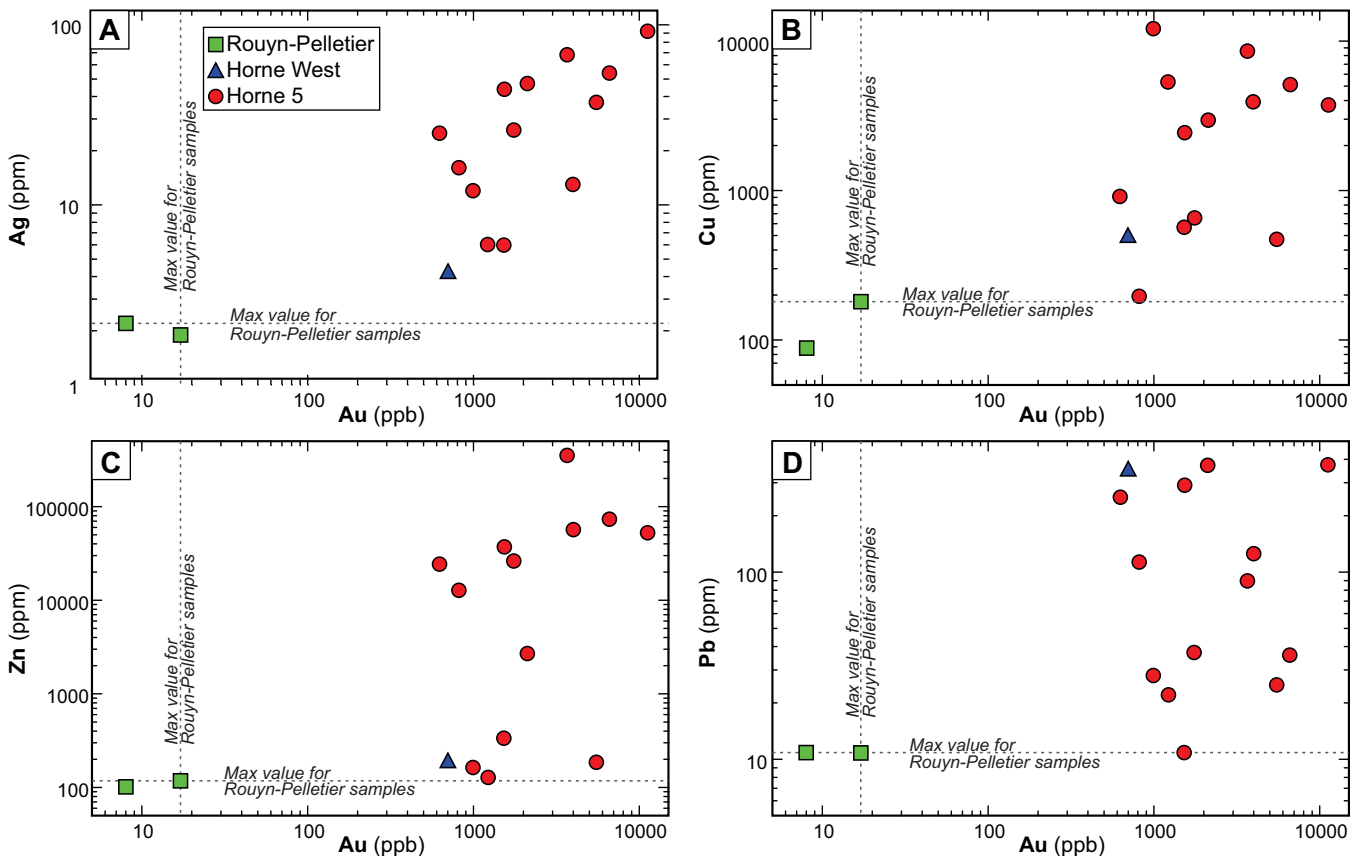 A
Rouyn-Pelletier
Horne West
Horne 5
100
10
1
Ag (ppm)
Max value for
Rouyn-Pelletier samples
Max value for
Rouyn-Pelletier samples
10
100
1000
10000
Au (ppb)
B
10000
1000
100
Cu (ppm)
Max value for
Rouyn-Pelletier samples
Max value for
Rouyn-Pelletier samples
10
100
1000
10000
Au (ppb)
C
100000
10000
1000
100
Zn (ppm)
Max value for
Rouyn-Pelletier samples
Max value for
Rouyn-Pelletier samples
10
100
1000
10000
Au (ppb)
D
100
10
Pb (ppm)
Max value for
Rouyn-Pelletier samples
Max value for
Rouyn-Pelletier samples
10
100
1000
10000
Au (ppb)